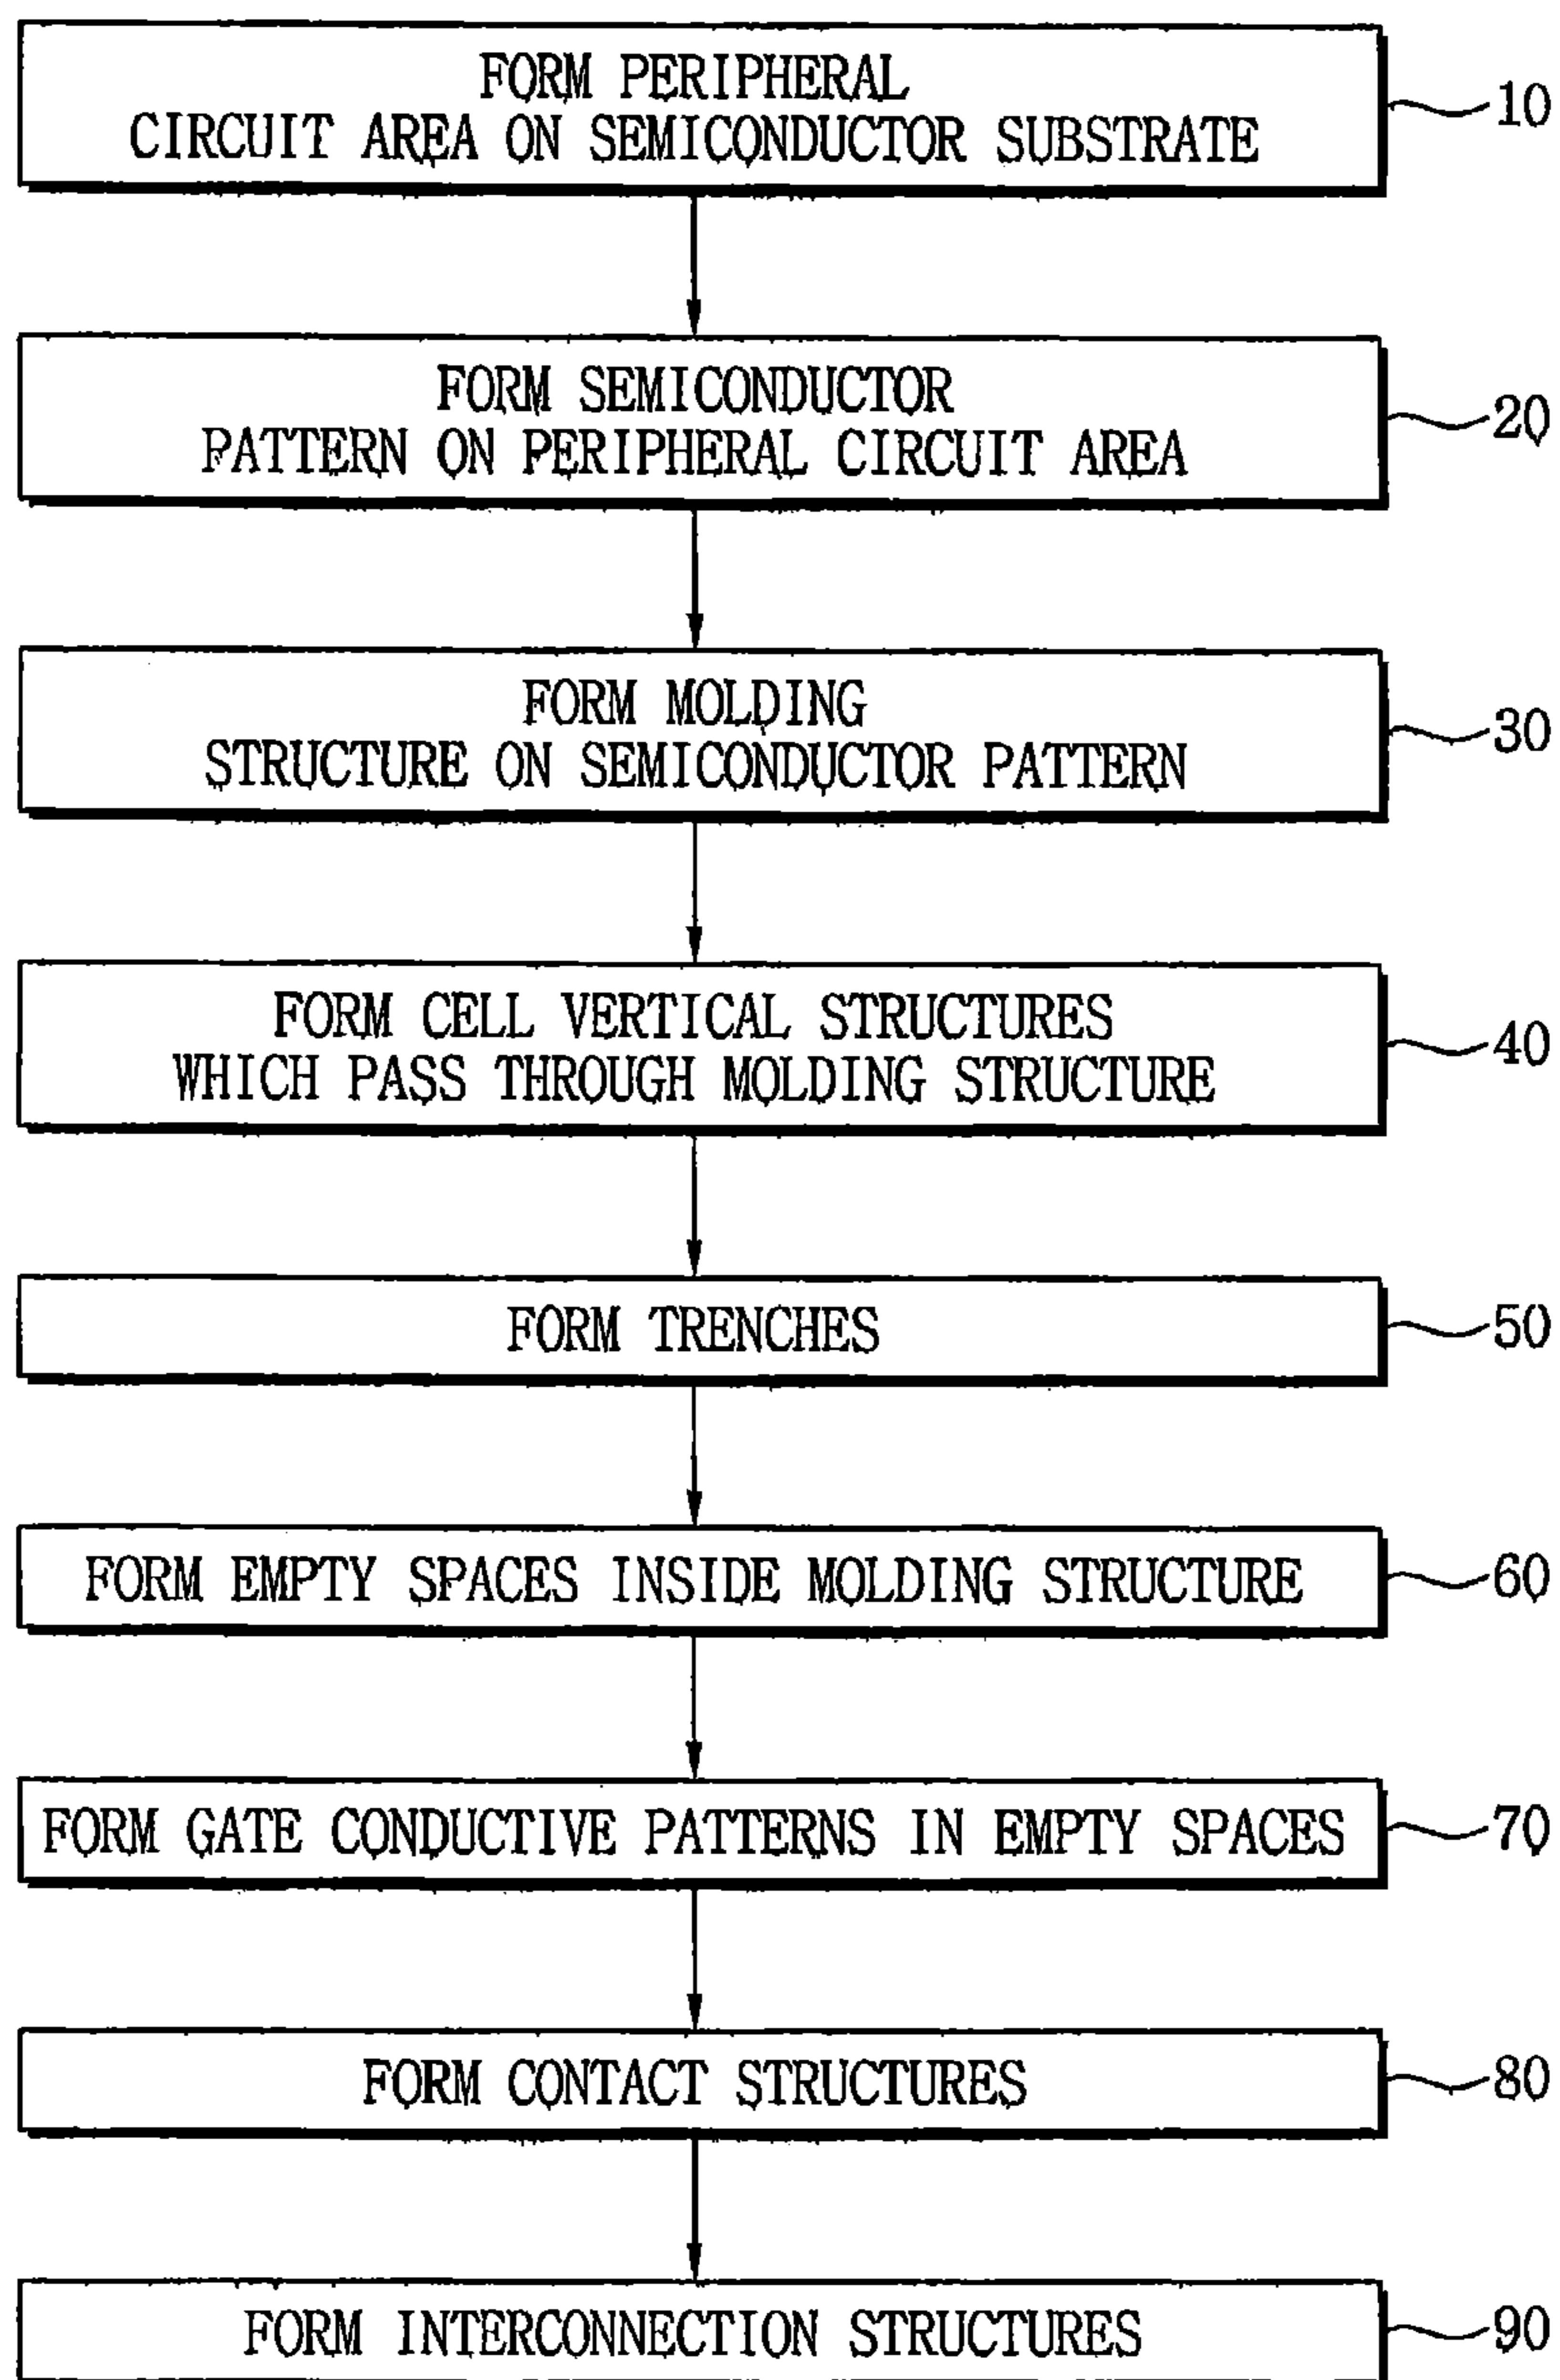 FORM PERIPHERAL
CIRCUIT AREA ON SEMICONDUCTOR SUBSTRATE
10
FORM SEMICONDUCTOR
PATTERN ON PERIPHERAL CIRCUIT AREA
20
FORM MOLDING
STRUCTURE ON SEMICONDUCTOR PATTERN
30
FORM CELL VERTICAL STRUCTURES
WHICH PASS THROUGH MOLDING STRUCTURE
40
FORM TRENCHES
50
FORM EMPTY SPACES INSIDE MOLDING STRUCTURE
60
FORM GATE CONDUCTIVE PATTERNS IN EMPTY SPACES
70
FORM CONTACT STRUCTURES
80
FORM INTERCONNECTION STRUCTURES
90